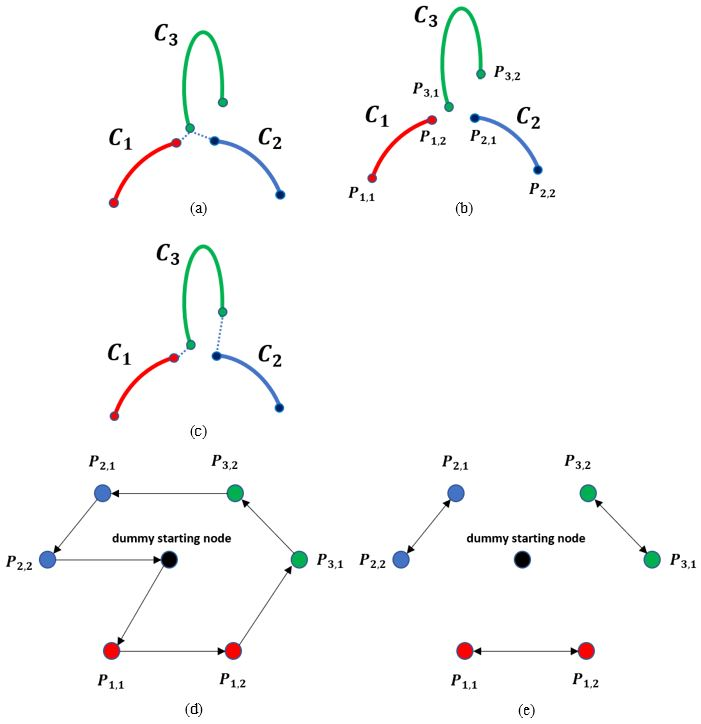 C₃
C₁
C₂
(a)
C₃
P₃,₂
P₃,₁
C₁
C₂
P₁,₂
P₂,₁
P₁,₁
P₂,₂
(b)
C₃
C₁
C₂
(c)
P₂,₁
P₃,₂
dummy starting node
P₂,₂
P₃,₁
P₁,₁
P₁,₂
(d)
P₂,₁
P₃,₂
dummy starting node
P₂,₂
P₃,₁
P₁,₁
P₁,₂
(e)